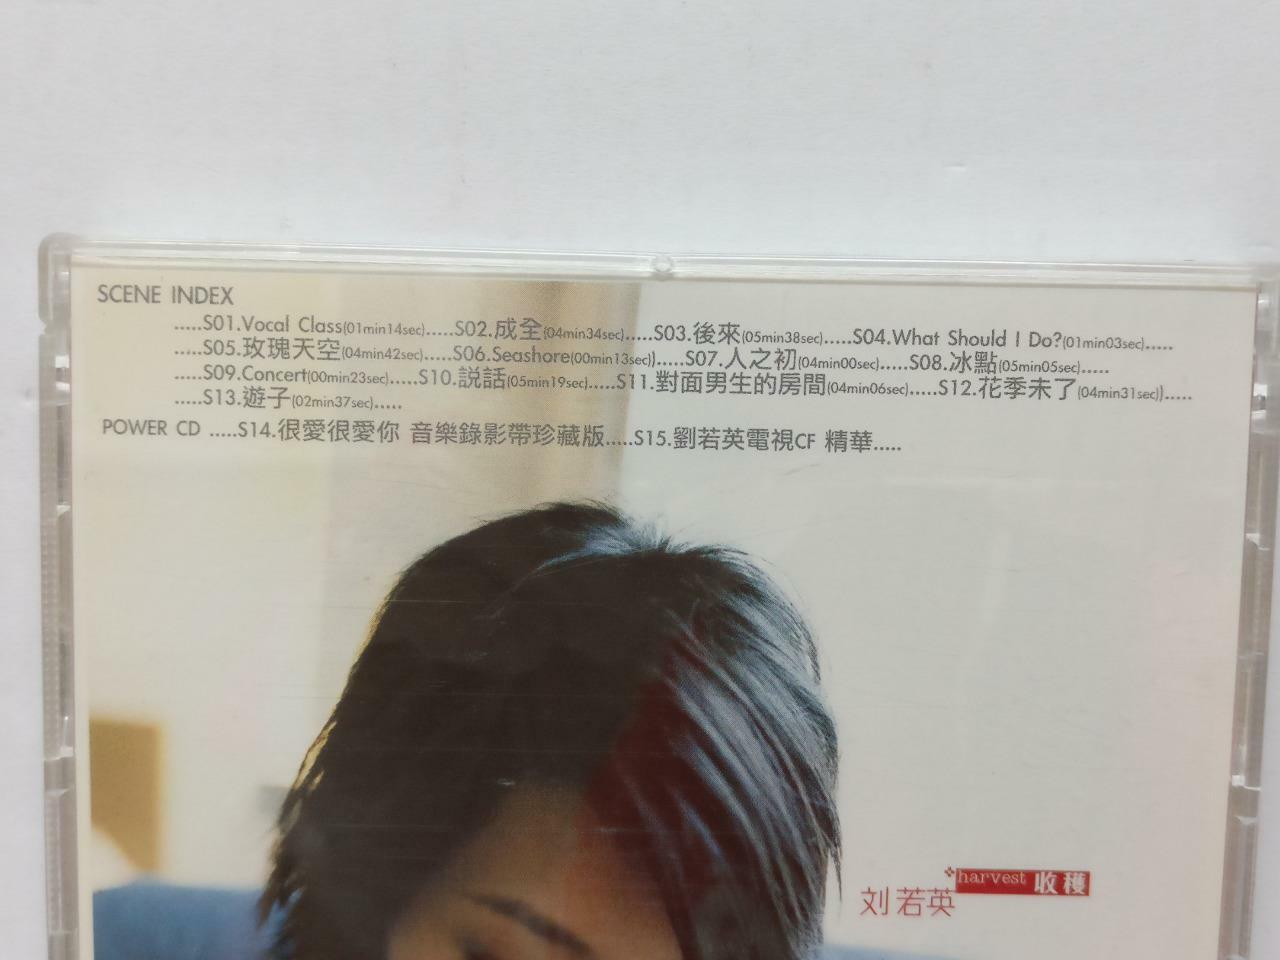 SCENE INDEX
.....S01.Vocal Class(01min14sec).....S02.成全(04min34sec).....S03.後來(05min38sec).....S04.What Should I Do?(01min03sec).....
.....S05.玫瑰天空(04min42sec).....S06.Seashore(00min13sec)).....S07.人之初(04min00sec).....S08.冰點(05min05sec).....
.....S09.Concert(00min23sec).....S10.説話(05min19sec).....S11.對面男生的房間(04min06sec).....S12.花季未了(04min31sec)).....
.....S13.遊子(02min37sec).....
POWER CD .....S14.很愛很愛你 音樂錄影帶珍藏版.....S15.劉若英電視CF 精華.....
harvest 收穫
刘若英